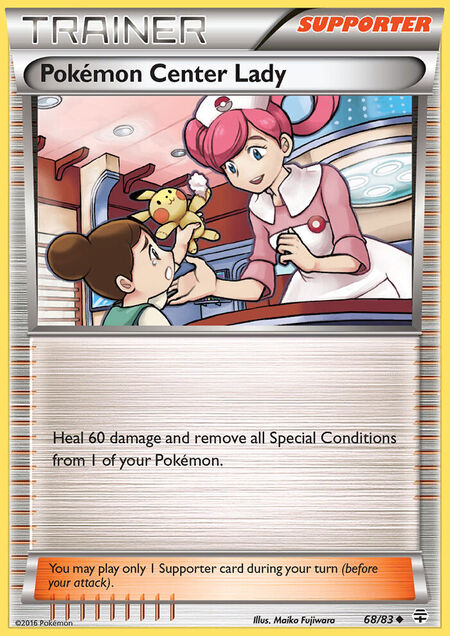 TRAINER
SUPPORTER
Pokémon Center Lady
Heal 60 damage and remove all Special Conditions
from 1 of your Pokémon.
You may play only 1 Supporter card during your turn (before
your attack).
©2016 Pokémon
Illus. Maiko Fujiwara
68/83